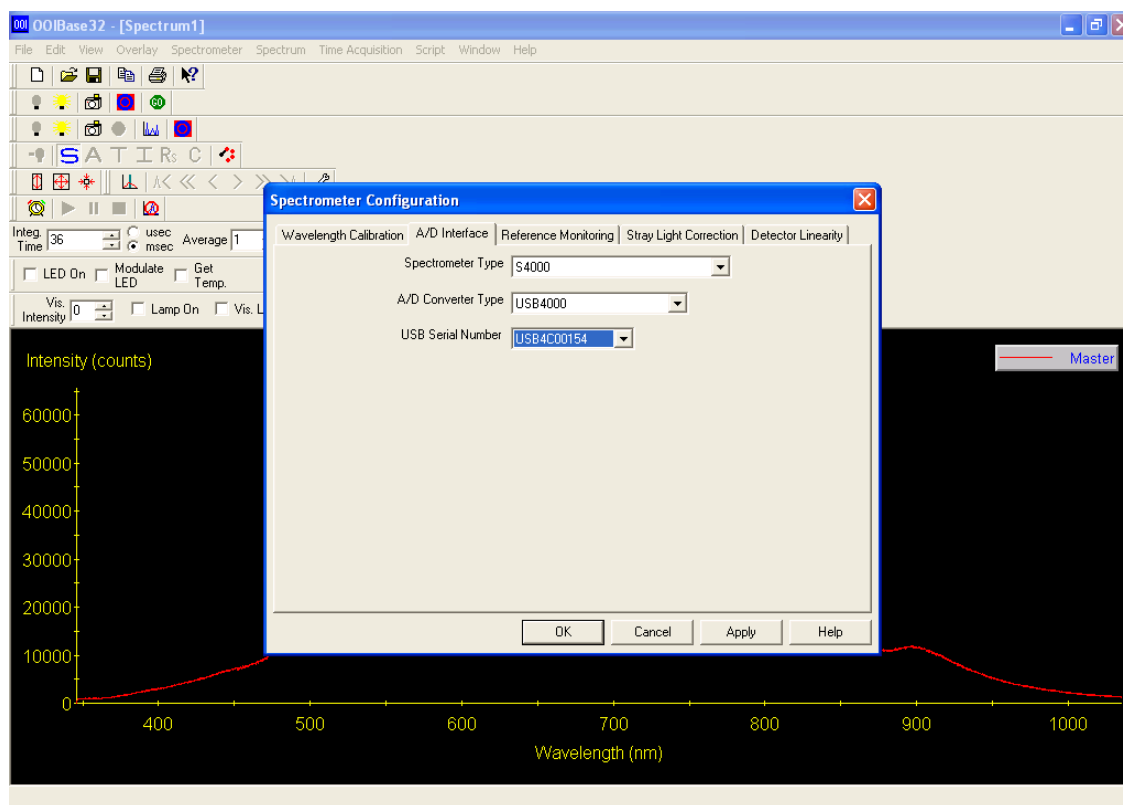 OOI OOIBase32 - [Spectrum1]
File Edit View Overlay Spectrometer Spectrum Time Acquisition Script Window Help
GO
S A T I Rs C
Integ. Time 36 usec msec Average 1
LED On Modulate LED Get Temp.
Vis. Intensity 0 Lamp On Vis. L
Spectrometer Configuration
Wavelength Calibration A/D Interface Reference Monitoring Stray Light Correction Detector Linearity
Spectrometer Type S4000
A/D Converter Type USB4000
USB Serial Number USB4C00154
OK Cancel Apply Help
Intensity (counts)
Master
60000
50000
40000
30000
20000
10000
0
400 500 600 700 800 900 1000
Wavelength (nm)